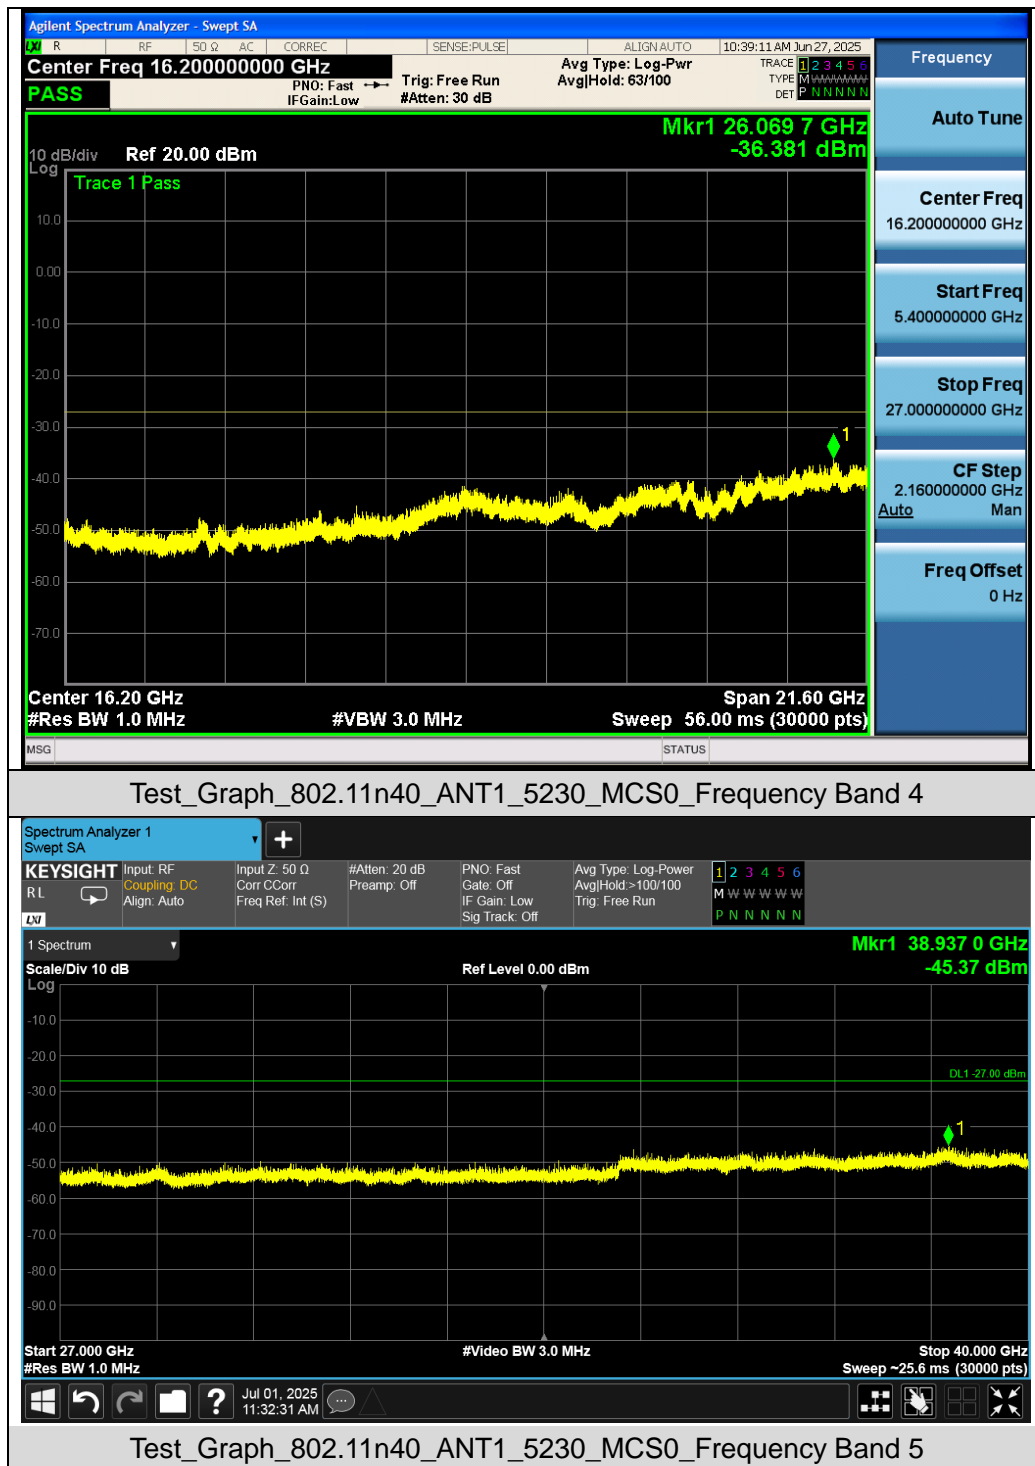 Agilent Spectrum Analyzer - Swept SA
LXI R RF 50 Ω AC CORREC SENSE:PULSE ALIGN AUTO 10:39:11 AM Jun 27, 2025
Center Freq 16.200000000 GHz
PASS
PNO: Fast
IFGain:Low
Trig: Free Run
#Atten: 30 dB
Avg Type: Log-Pwr
Avg|Hold: 63/100
TRACE 1 2 3 4 5 6
TYPE M W W W W W
DET P N N N N N
Mkr1 26.069 7 GHz
-36.381 dBm
10 dB/div Ref 20.00 dBm
Log
Trace 1 Pass
10.0
0.00
-10.0
-20.0
-30.0
-40.0
-50.0
-60.0
-70.0
1
Center 16.20 GHz Span 21.60 GHz
#Res BW 1.0 MHz #VBW 3.0 MHz Sweep 56.00 ms (30000 pts)
MSG STATUS
Frequency
Auto Tune
Center Freq
16.200000000 GHz
Start Freq
5.400000000 GHz
Stop Freq
27.000000000 GHz
CF Step
2.160000000 GHz
Auto Man
Freq Offset
0 Hz
Test_Graph_802.11n40_ANT1_5230_MCS0_Frequency Band 4
Spectrum Analyzer 1
Swept SA
+
KEYSIGHT
RL
LXI
Input: RF
Coupling: DC
Align: Auto
Input Z: 50 Ω
Corr CCorr
Freq Ref: Int (S)
#Atten: 20 dB
Preamp: Off
PNO: Fast
Gate: Off
IF Gain: Low
Sig Track: Off
Avg Type: Log-Power
Avg|Hold:>100/100
Trig: Free Run
1 2 3 4 5 6
M W W W W W
P N N N N N
1 Spectrum
Mkr1 38.937 0 GHz
Scale/Div 10 dB Ref Level 0.00 dBm -45.37 dBm
Log
-10.0
-20.0
DL1 -27.00 dBm
-30.0
-40.0
1
-50.0
-60.0
-70.0
-80.0
-90.0
Start 27.000 GHz #Video BW 3.0 MHz Stop 40.000 GHz
#Res BW 1.0 MHz Sweep ~25.6 ms (30000 pts)
? Jul 01, 2025
11:32:31 AM
Test_Graph_802.11n40_ANT1_5230_MCS0_Frequency Band 5